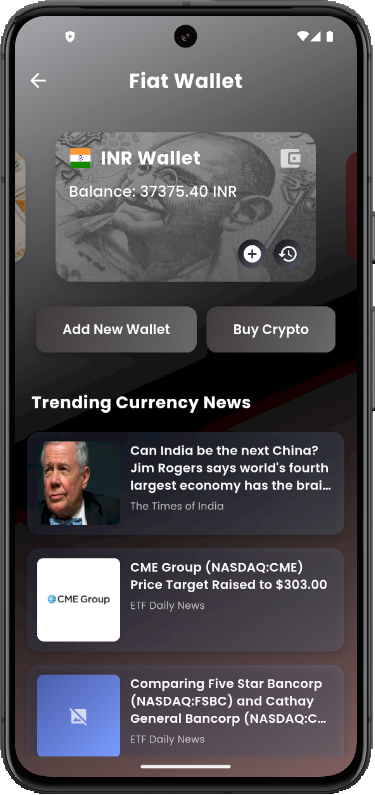 Fiat Wallet
INR Wallet
Balance: 37375.40 INR
Add New Wallet
Buy Crypto
Trending Currency News
Can India be the next China?
Jim Rogers says world's fourth
largest economy has the brai...
The Times of India
CME Group
CME Group (NASDAQ:CME)
Price Target Raised to $303.00
ETF Daily News
Comparing Five Star Bancorp
(NASDAQ:FSBC) and Cathay
General Bancorp (NASDAQ:C...
ETF Daily News